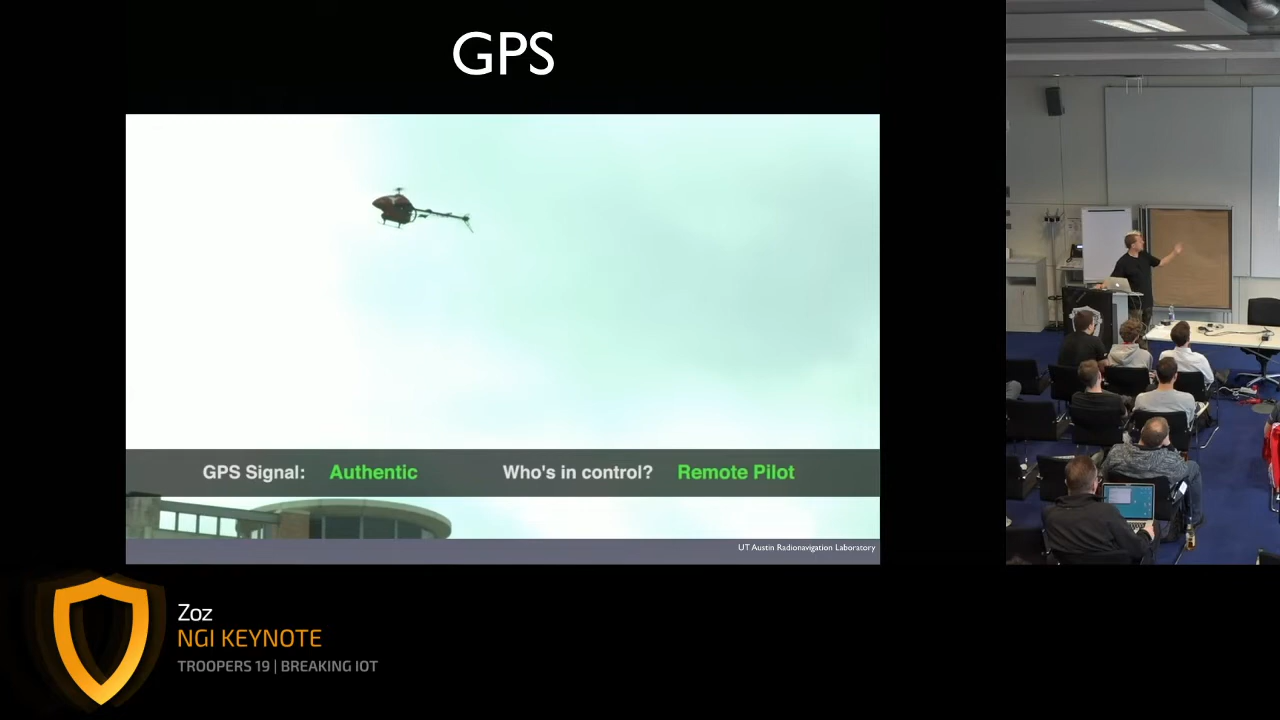 GPS
GPS Signal: Authentic Who's in control? Remote Pilot
UT Austin Radionavigation Laboratory
Zoz
NGI KEYNOTE
TROOPERS 19 | BREAKING IOT